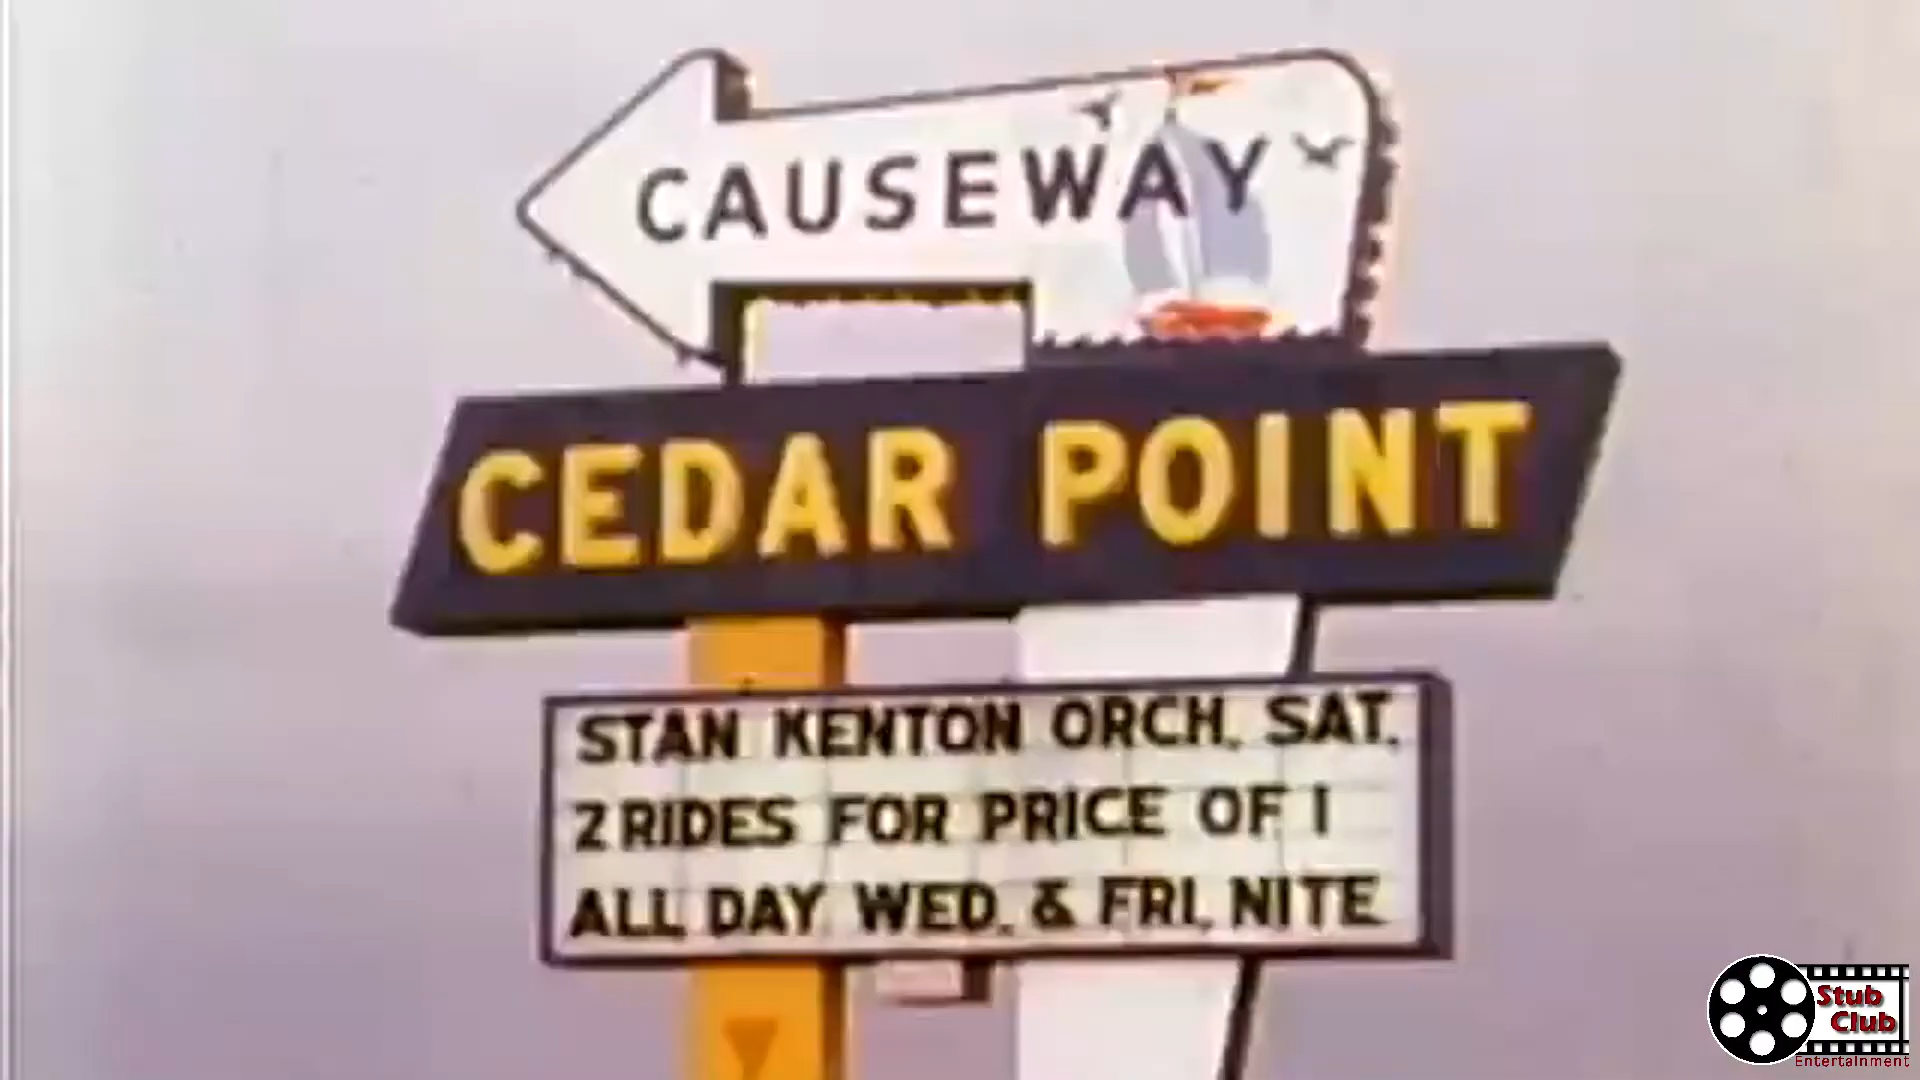 CAUSEWAY
CEDAR POINT
STAN KENTON ORCH. SAT.
2 RIDES FOR PRICE OF 1
ALL DAY WED. & FRI. NITE
Stub
Club
Entertainment